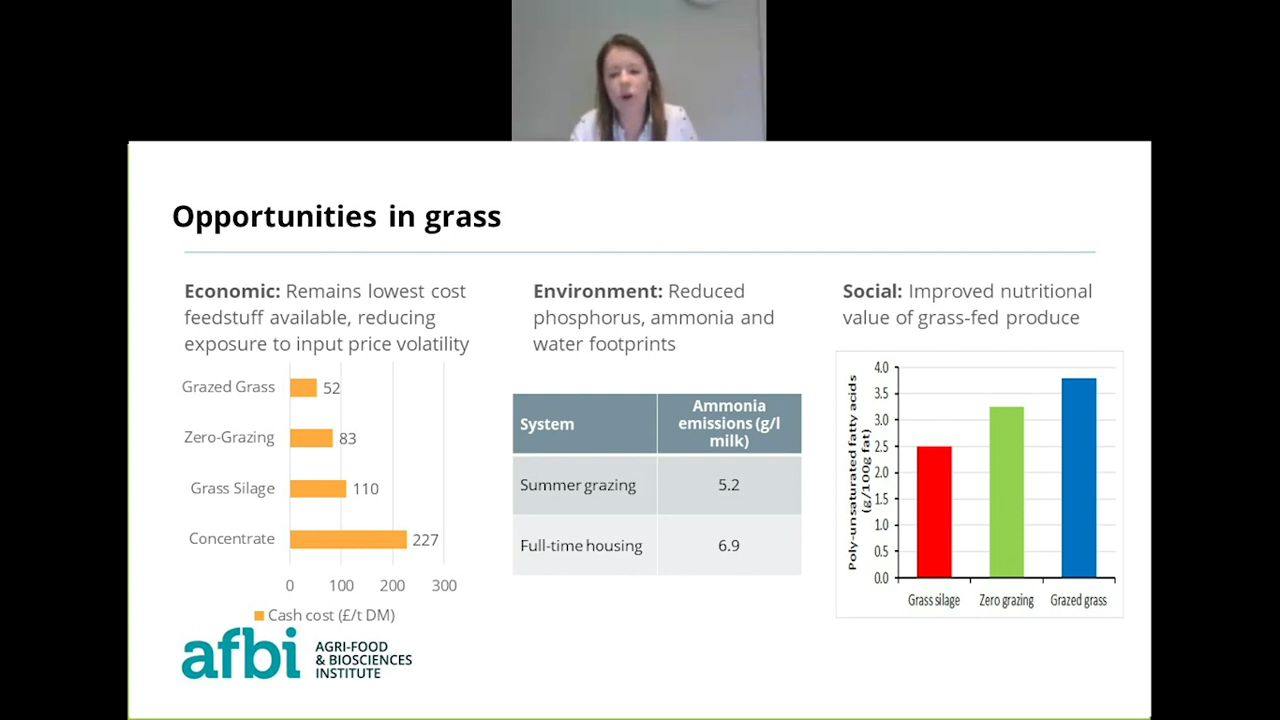 Opportunities in grass
Economic: Remains lowest cost
feedstuff available, reducing
exposure to input price volatility
Grazed Grass 52
Zero-Grazing 83
Grass Silage 110
Concentrate 227
0 100 200 300
Cash cost (£/t DM)
Environment: Reduced
phosphorus, ammonia and
water footprints
System
Ammonia
emissions (g/l
milk)
Summer grazing 5.2
Full-time housing 6.9
Social: Improved nutritional
value of grass-fed produce
Poly-unsaturated fatty acids
(g/100g fat)
4.0
3.5
3.0
2.5
2.0
1.5
1.0
0.5
0.0
Grass silage Zero grazing Grazed grass
afbi
AGRI-FOOD
& BIOSCIENCES
INSTITUTE